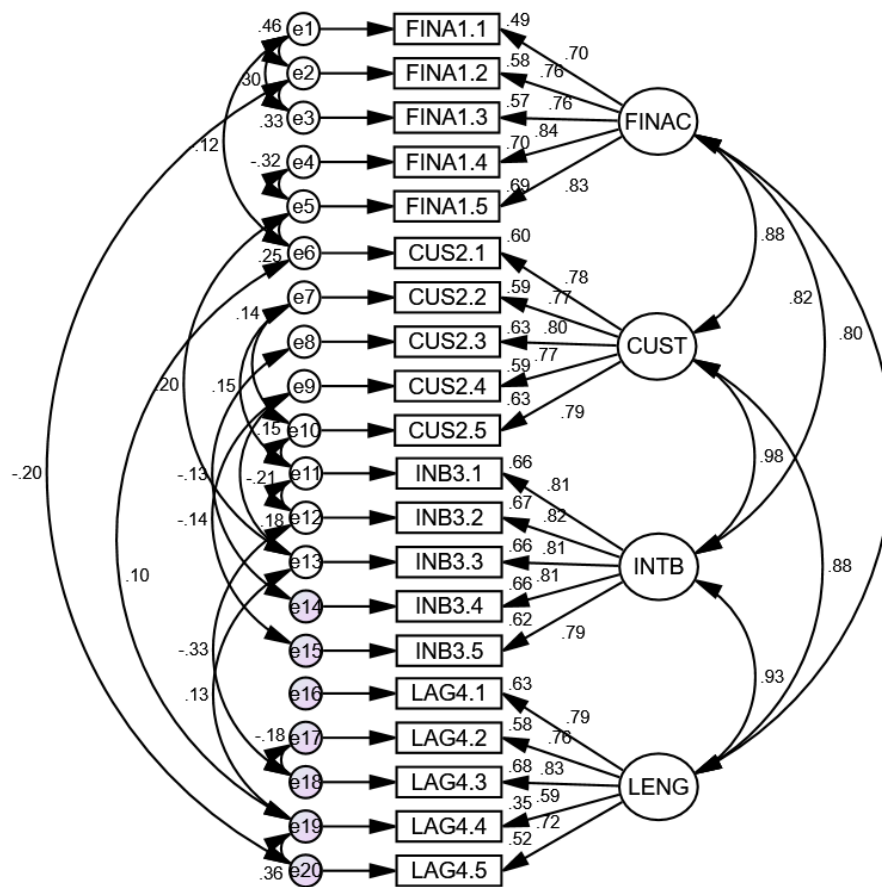 .46 e1 FINA1.1 .49 .70
e2 FINA1.2 .58 .76
.30
.33 e3 FINA1.3 .57 .76 FINAC
.12
-.32 e4 FINA1.4 .70 .84
e5 FINA1.5 .69 .83
.25 e6 CUS2.1 .60 .78 .88
e7 CUS2.2 .59 .77 .82
.14
e8 CUS2.3 .63 .80 CUST .80
.20 .15 e9 CUS2.4 .59 .77
.15 e10 CUS2.5 .63 .79
-.20 -.13 -.21 e11 INB3.1 .66 .81 .98
-.14 .18 e12 INB3.2 .67 .82
e13 INB3.3 .66 .81 INTB .88
.10
e14 INB3.4 .66 .81
-.33 e15 INB3.5 .62 .79
.13 e16 LAG4.1 .63 .79 .93
-.18 e17 LAG4.2 .58 .76
e18 LAG4.3 .68 .83 LENG
e19 LAG4.4 .35 .59
.36 e20 LAG4.5 .52 .72